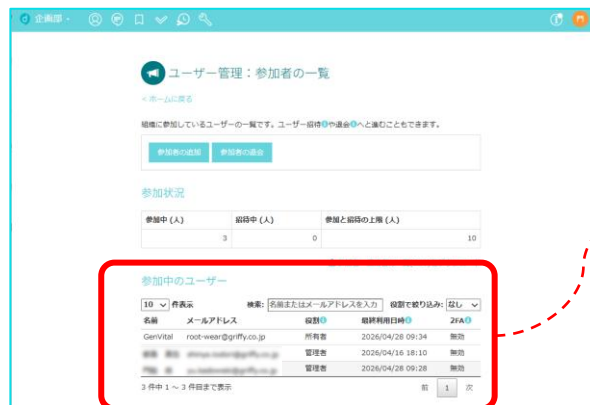 企画部
ユーザー管理：参加者の一覧
< ホームに戻る
組織に参加しているユーザーの一覧です。ユーザー招待や退会へと進むこともできます。
参加者の追加 参加者の退会
参加状況
参加中 (人) 招待中 (人) 参加と招待の上限 (人)
3 0 10
参加中のユーザー
10 件表示 検索: 名前またはメールアドレスを入力 役割で絞り込み: なし
名前 メールアドレス 役割 最終利用日時 2FA
GenVital root-wear@griffy.co.jp 所有者 2026/04/28 09:34 無効
管理者 2026/04/16 18:10 無効
管理者 2026/04/28 09:28 無効
3 件中 1 ～ 3 件目まで表示 前 1 次